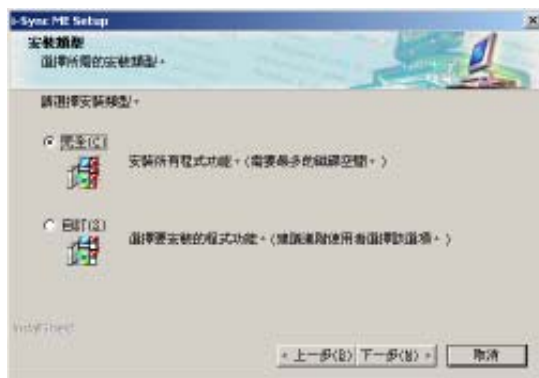 i-Sync ME Setup
安裝類型
選擇所需的安裝類型。
請選擇安裝類型。
完全(C)
安裝所有程式功能。(需要最多的磁碟空間。)
自訂(S)
選擇要安裝的程式功能。(建議進階使用者選擇該選項。)
InstallShield
< 上一步(B) 下一步(N) > 取消